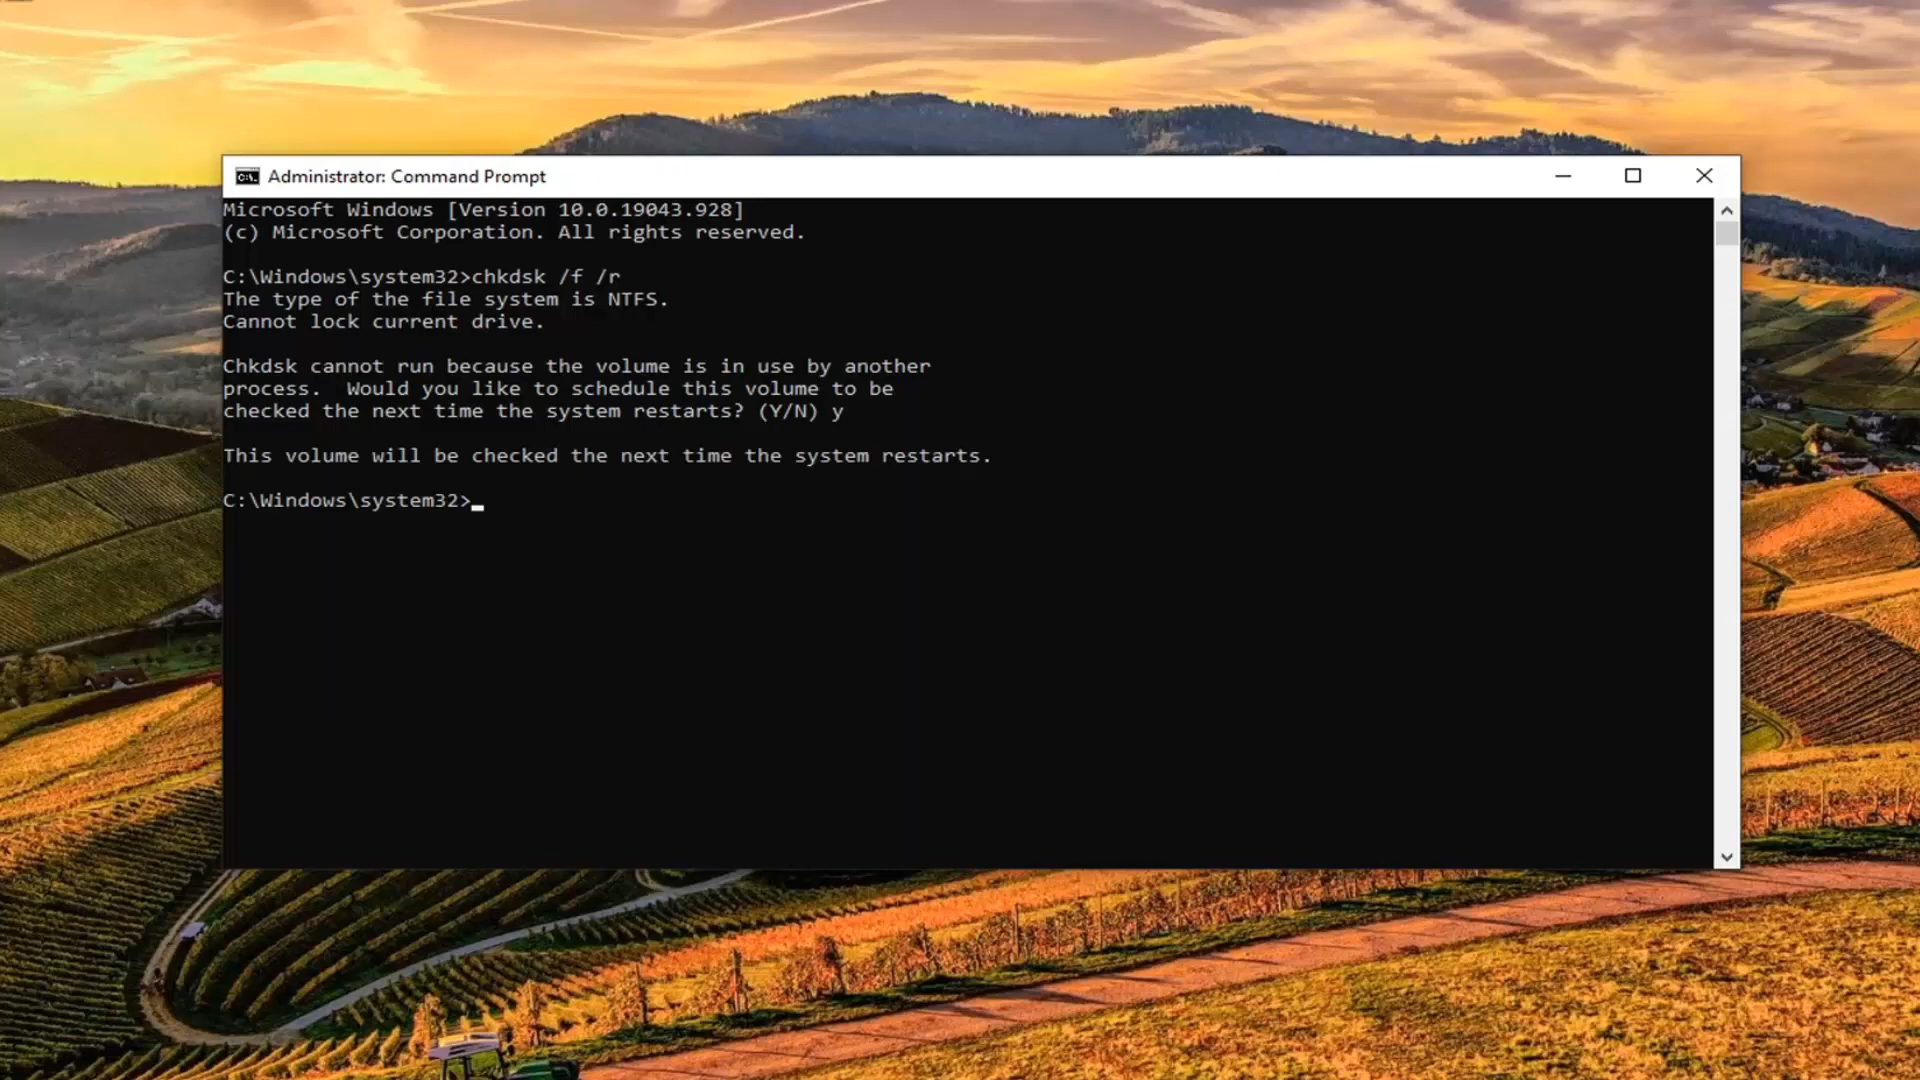 Administrator: Command Prompt
Microsoft Windows [Version 10.0.19043.928]
(c) Microsoft Corporation. All rights reserved.
C:\Windows\system32>chkdsk /f /r
The type of the file system is NTFS.
Cannot lock current drive.
Chkdsk cannot run because the volume is in use by another
process.  Would you like to schedule this volume to be
checked the next time the system restarts? (Y/N) y
This volume will be checked the next time the system restarts.
C:\Windows\system32>